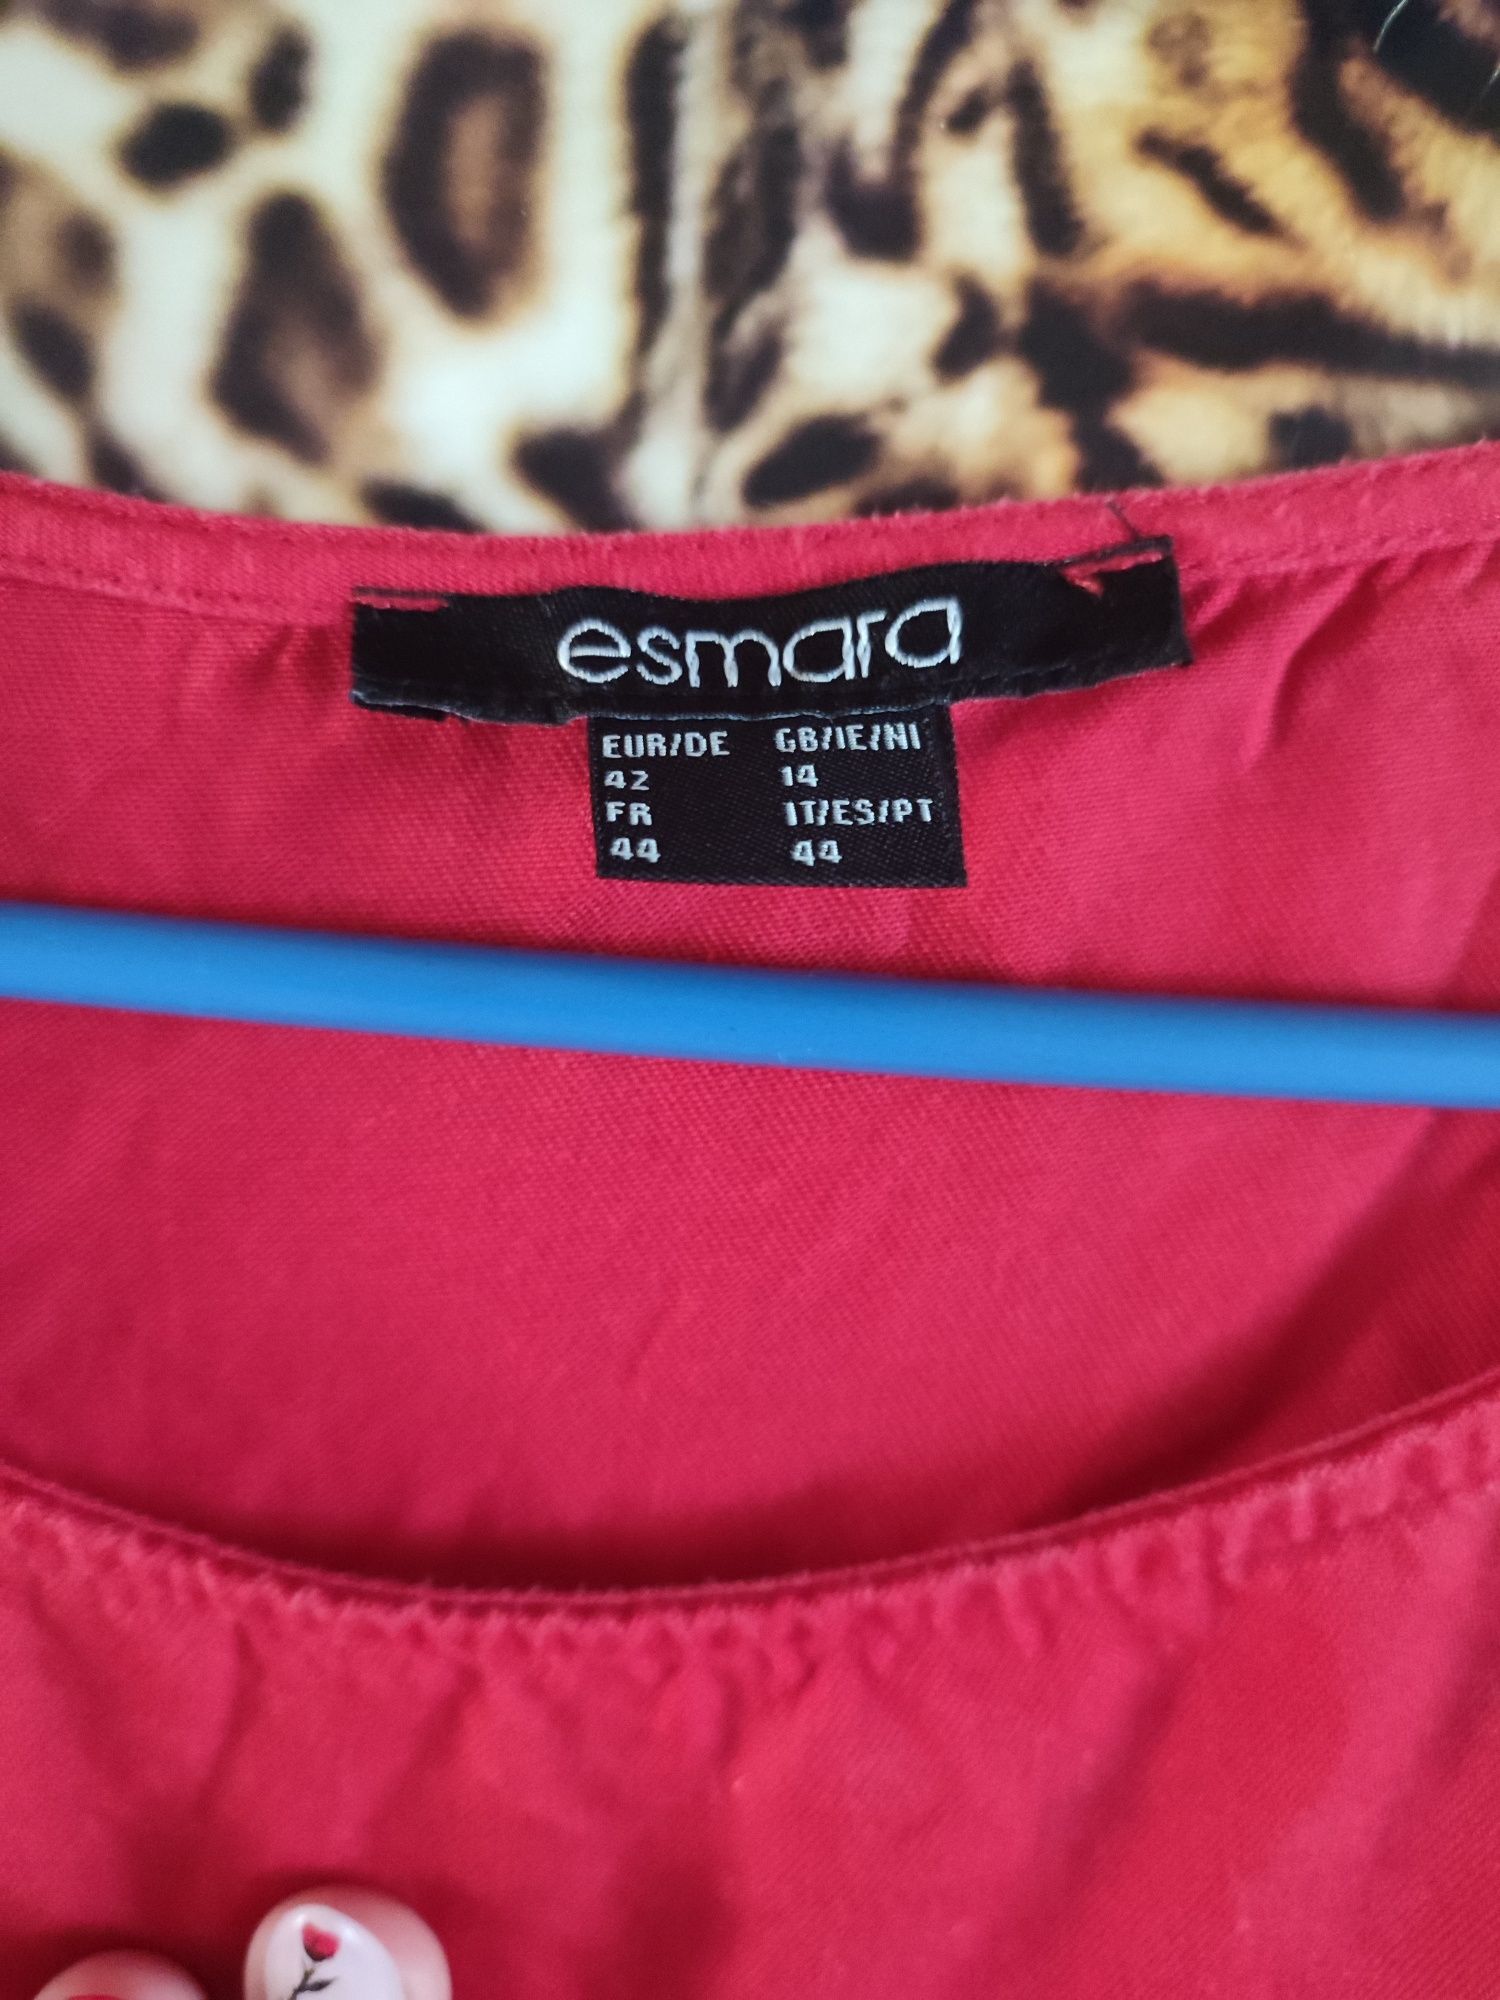 esmara
EUR/DE GB/IE/NI
42 14
FR IT/ES/PT
44 44